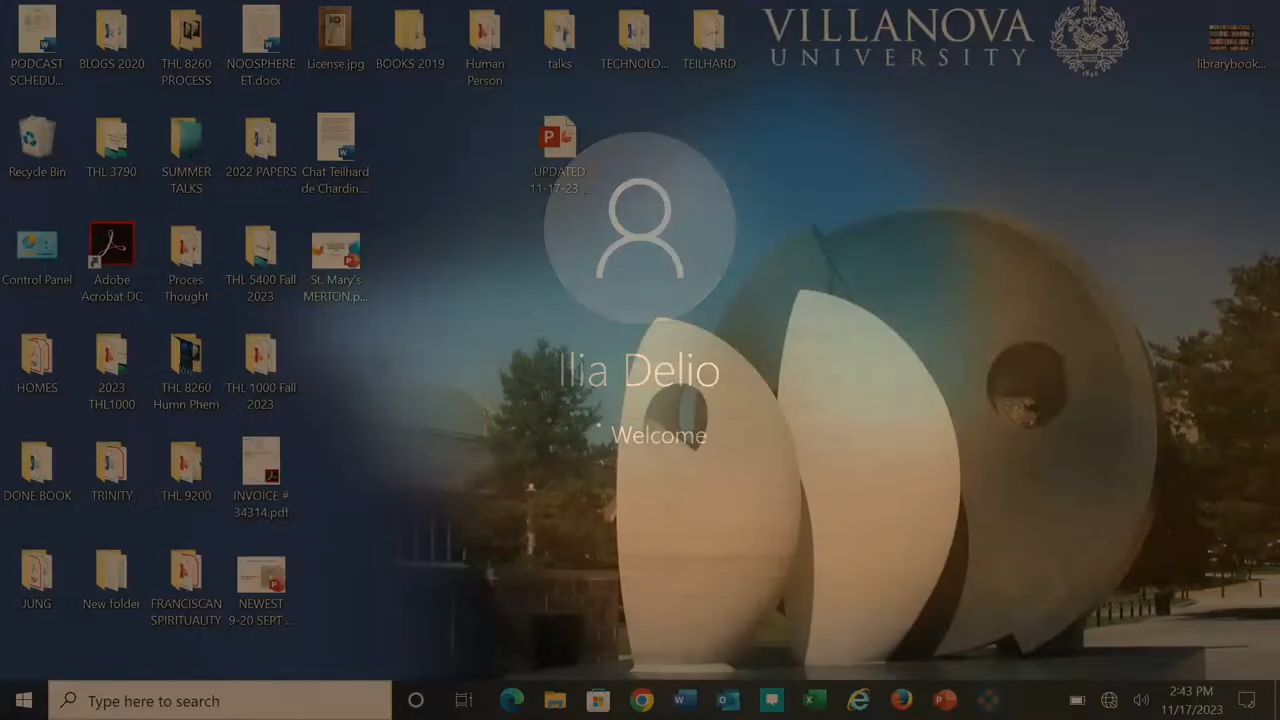 VILLANOVA
UNIVERSITY
PODCAST
SCHEDU...
BLOGS 2020
THL 8260
PROCESS
NOOSPHERE
ET.docx
License.jpg
BOOKS 2019
Human
Person
talks
TECHNOLO...
TEILHARD
librarybook...
Recycle Bin
THL 3790
SUMMER
TALKS
2022 PAPERS
Chat Teilhard
de Chardin....
UPDATED
11-17-23 ...
Control Panel
Adobe
Acrobat DC
Proces
Thought
THL 5400 Fall
2023
St. Mary's
MERTON.p...
HOMES
2023
THL1000
THL 8260
Humn Phem
THL 1000 Fall
2023
Ilia Delio
Welcome
DONE BOOK
TRINITY
THL 9200
INVOICE #
34314.pdf
JUNG
New folder
FRANCISCAN
SPIRITUALITY
NEWEST
9-20 SEPT ...
Type here to search
2:43 PM
11/17/2023